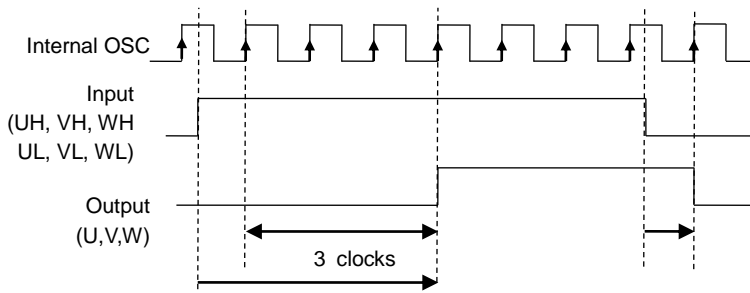 Internal OSC
Input
(UH, VH, WH
UL, VL, WL)
Output
(U,V,W)
3 clocks